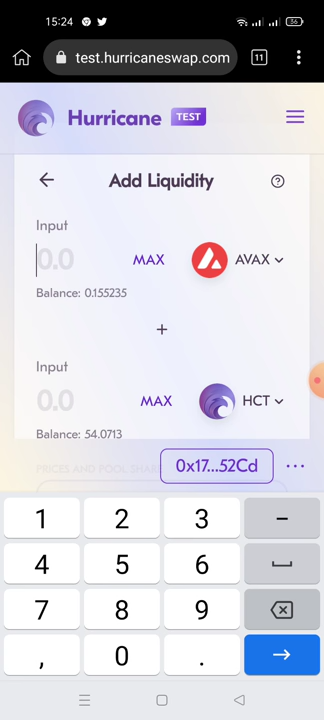 15:24
56
test.hurricaneswap.com
11
Hurricane TEST
Add Liquidity
Input
0.0 MAX AVAX
Balance: 0.155235
+
Input
0.0 MAX HCT
Balance: 54.0713
PRICES AND POOL SHARE
0x17...52Cd ...
1 2 3 -
4 5 6
7 8 9
, 0 .